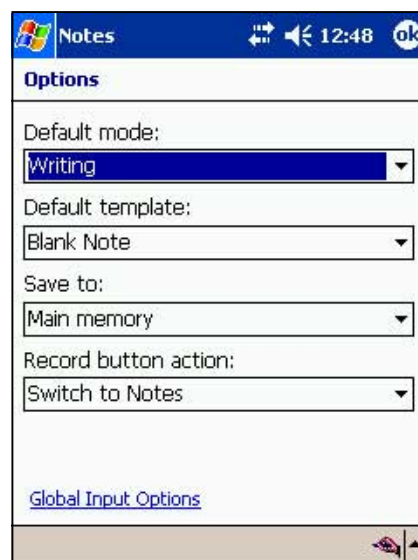 Notes 12:48 ok
Options
Default mode:
Writing
Default template:
Blank Note
Save to:
Main memory
Record button action:
Switch to Notes
Global Input Options